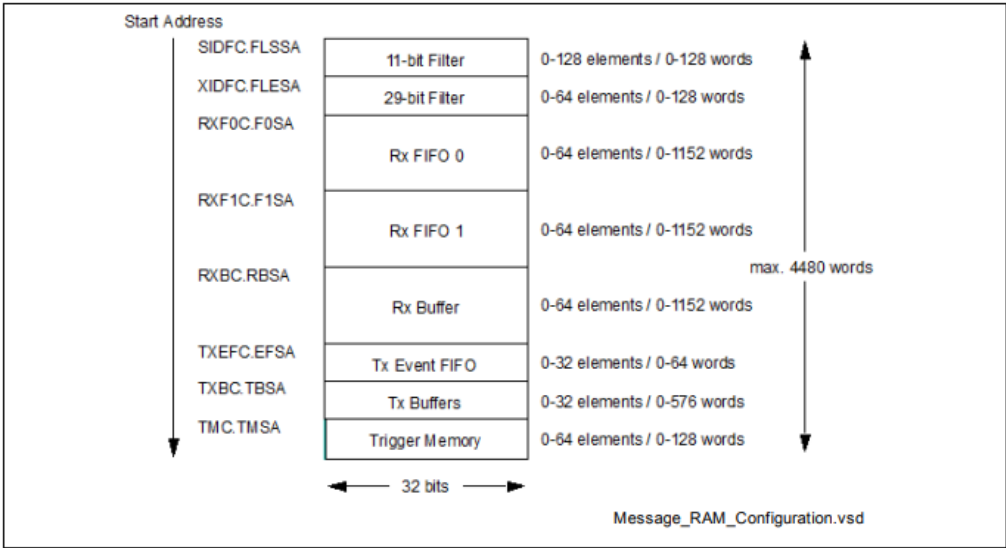 Start Address
SIDFC.FLSSA
11-bit Filter
0-128 elements / 0-128 words
XIDFC.FLESA
29-bit Filter
0-64 elements / 0-128 words
RXF0C.F0SA
Rx FIFO 0
0-64 elements / 0-1152 words
RXF1C.F1SA
Rx FIFO 1
0-64 elements / 0-1152 words
max. 4480 words
RXBC.RBSA
Rx Buffer
0-64 elements / 0-1152 words
TXEFC.EFSA
Tx Event FIFO
0-32 elements / 0-64 words
TXBC.TBSA
Tx Buffers
0-32 elements / 0-576 words
TMC.TMSA
Trigger Memory
0-64 elements / 0-128 words
32 bits
Message_RAM_Configuration.vsd